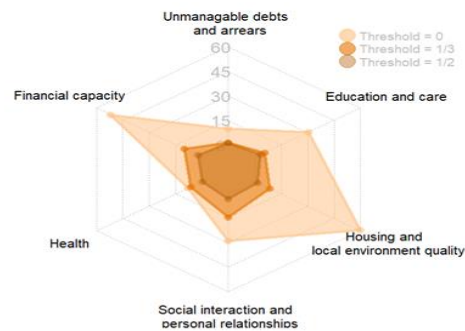 Unmanagable debts
and arrears
Threshold = 0
Threshold = 1/3
Threshold = 1/2
60
45
30
15
Financial capacity
Education and care
Housing and
local environment quality
Health
Social interaction and
personal relationships